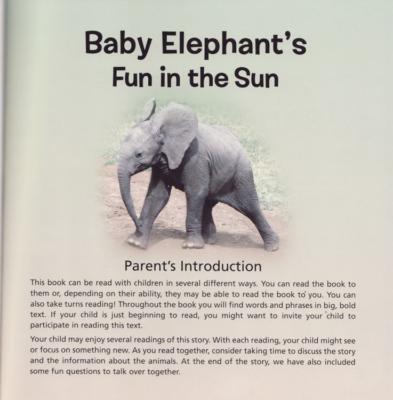 Baby Elephant's
Fun in the Sun
Parent's Introduction
This book can be read with children in several different ways. You can read the book to
them or, depending on their ability, they may be able to read the book to you. You can
also take turns reading! Throughout the book you will find words and phrases in big, bold
text. If your child is just beginning to read, you might want to invite your child to
participate in reading this text.
Your child may enjoy several readings of this story. With each reading, your child might see
or focus on something new. As you read together, consider taking time to discuss the story
and the information about the animals. At the end of the story, we have also included
some fun questions to talk over together.